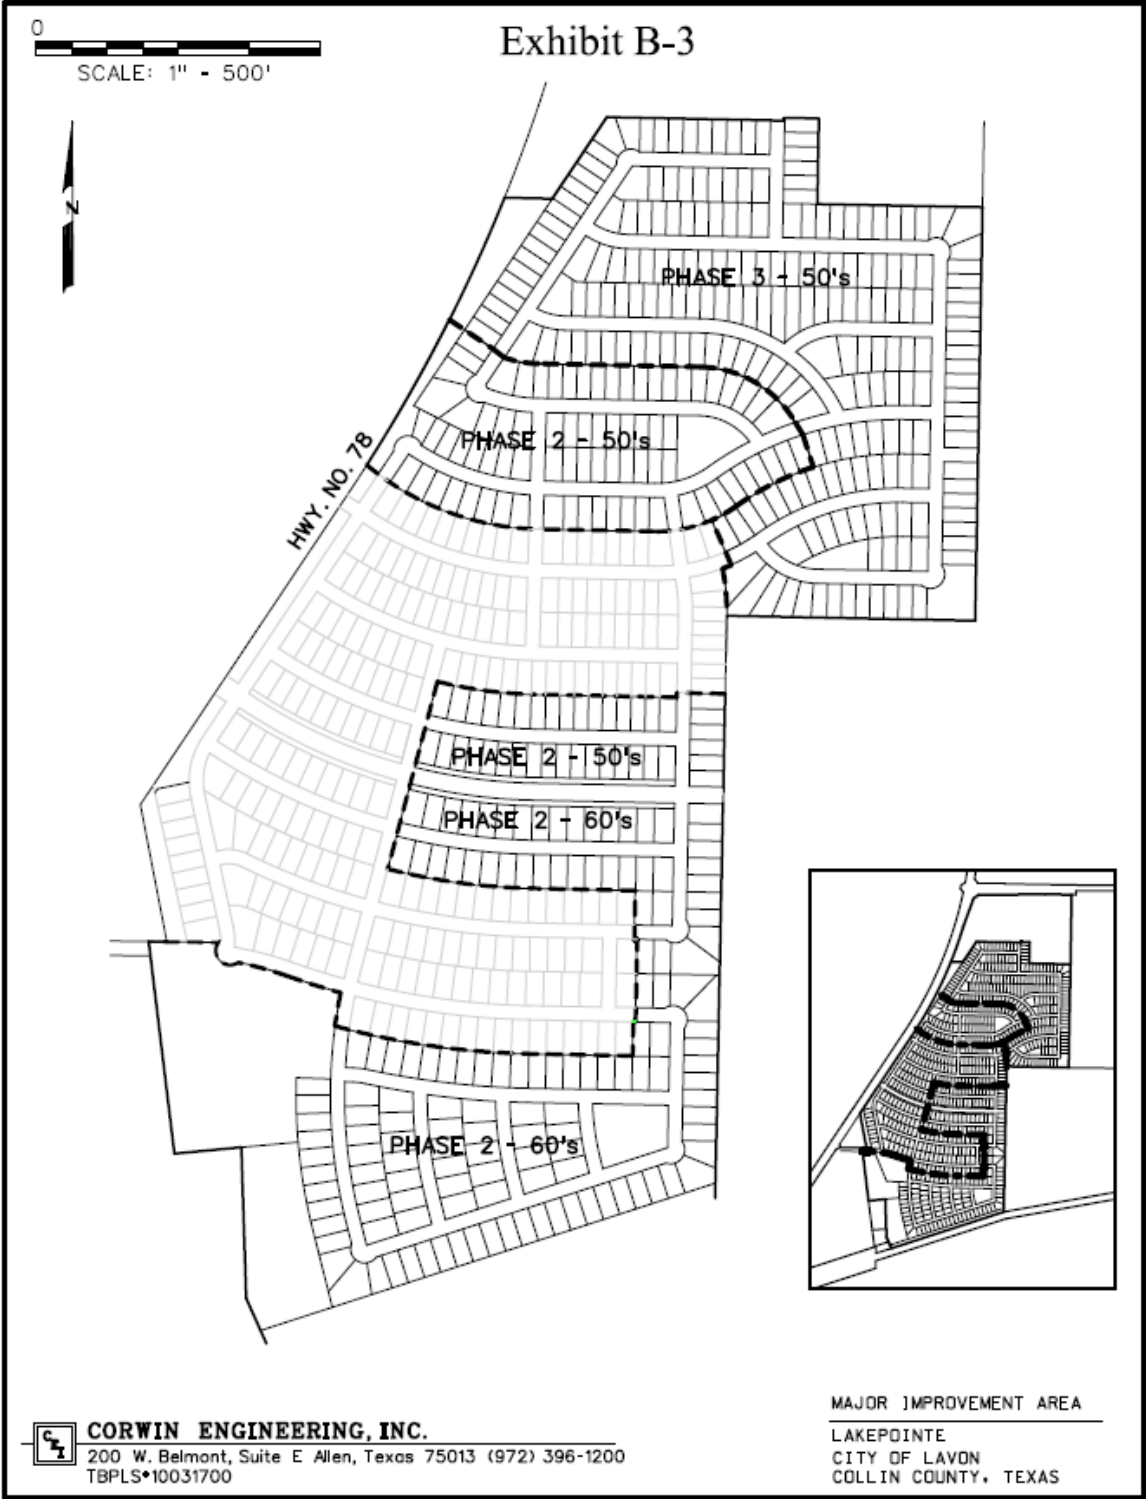 0
Exhibit B-3
SCALE: 1" - 500'
N
PHASE 3 - 50's
PHASE 2 - 50's
HWY. NO. 78
PHASE 2 - 50's
PHASE 2 - 60's
PHASE 2 - 60's
MAJOR IMPROVEMENT AREA
LAKEPOINTE
CITY OF LAVON
COLLIN COUNTY, TEXAS
CEI
CORWIN ENGINEERING, INC.
200 W. Belmont, Suite E Allen, Texas 75013 (972) 396-1200
TBPLS*10031700